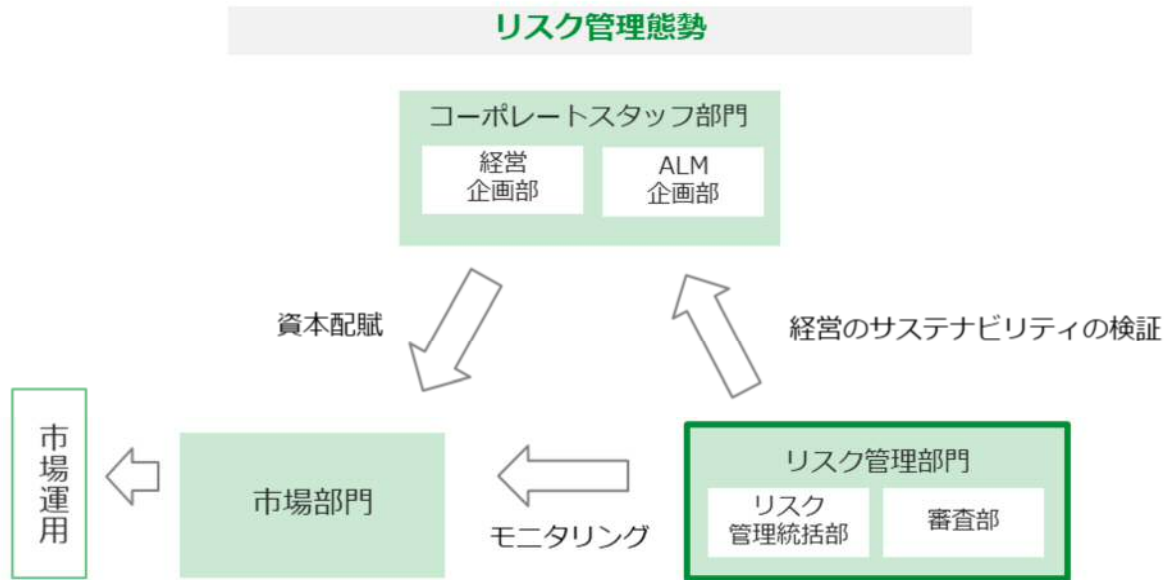 リスク管理態勢
コーポレートスタッフ部門
経営
企画部
ALM
企画部
資本配賦
経営のサステナビリティの検証
市場運用
市場部門
モニタリング
リスク管理部門
リスク
管理統括部
審査部